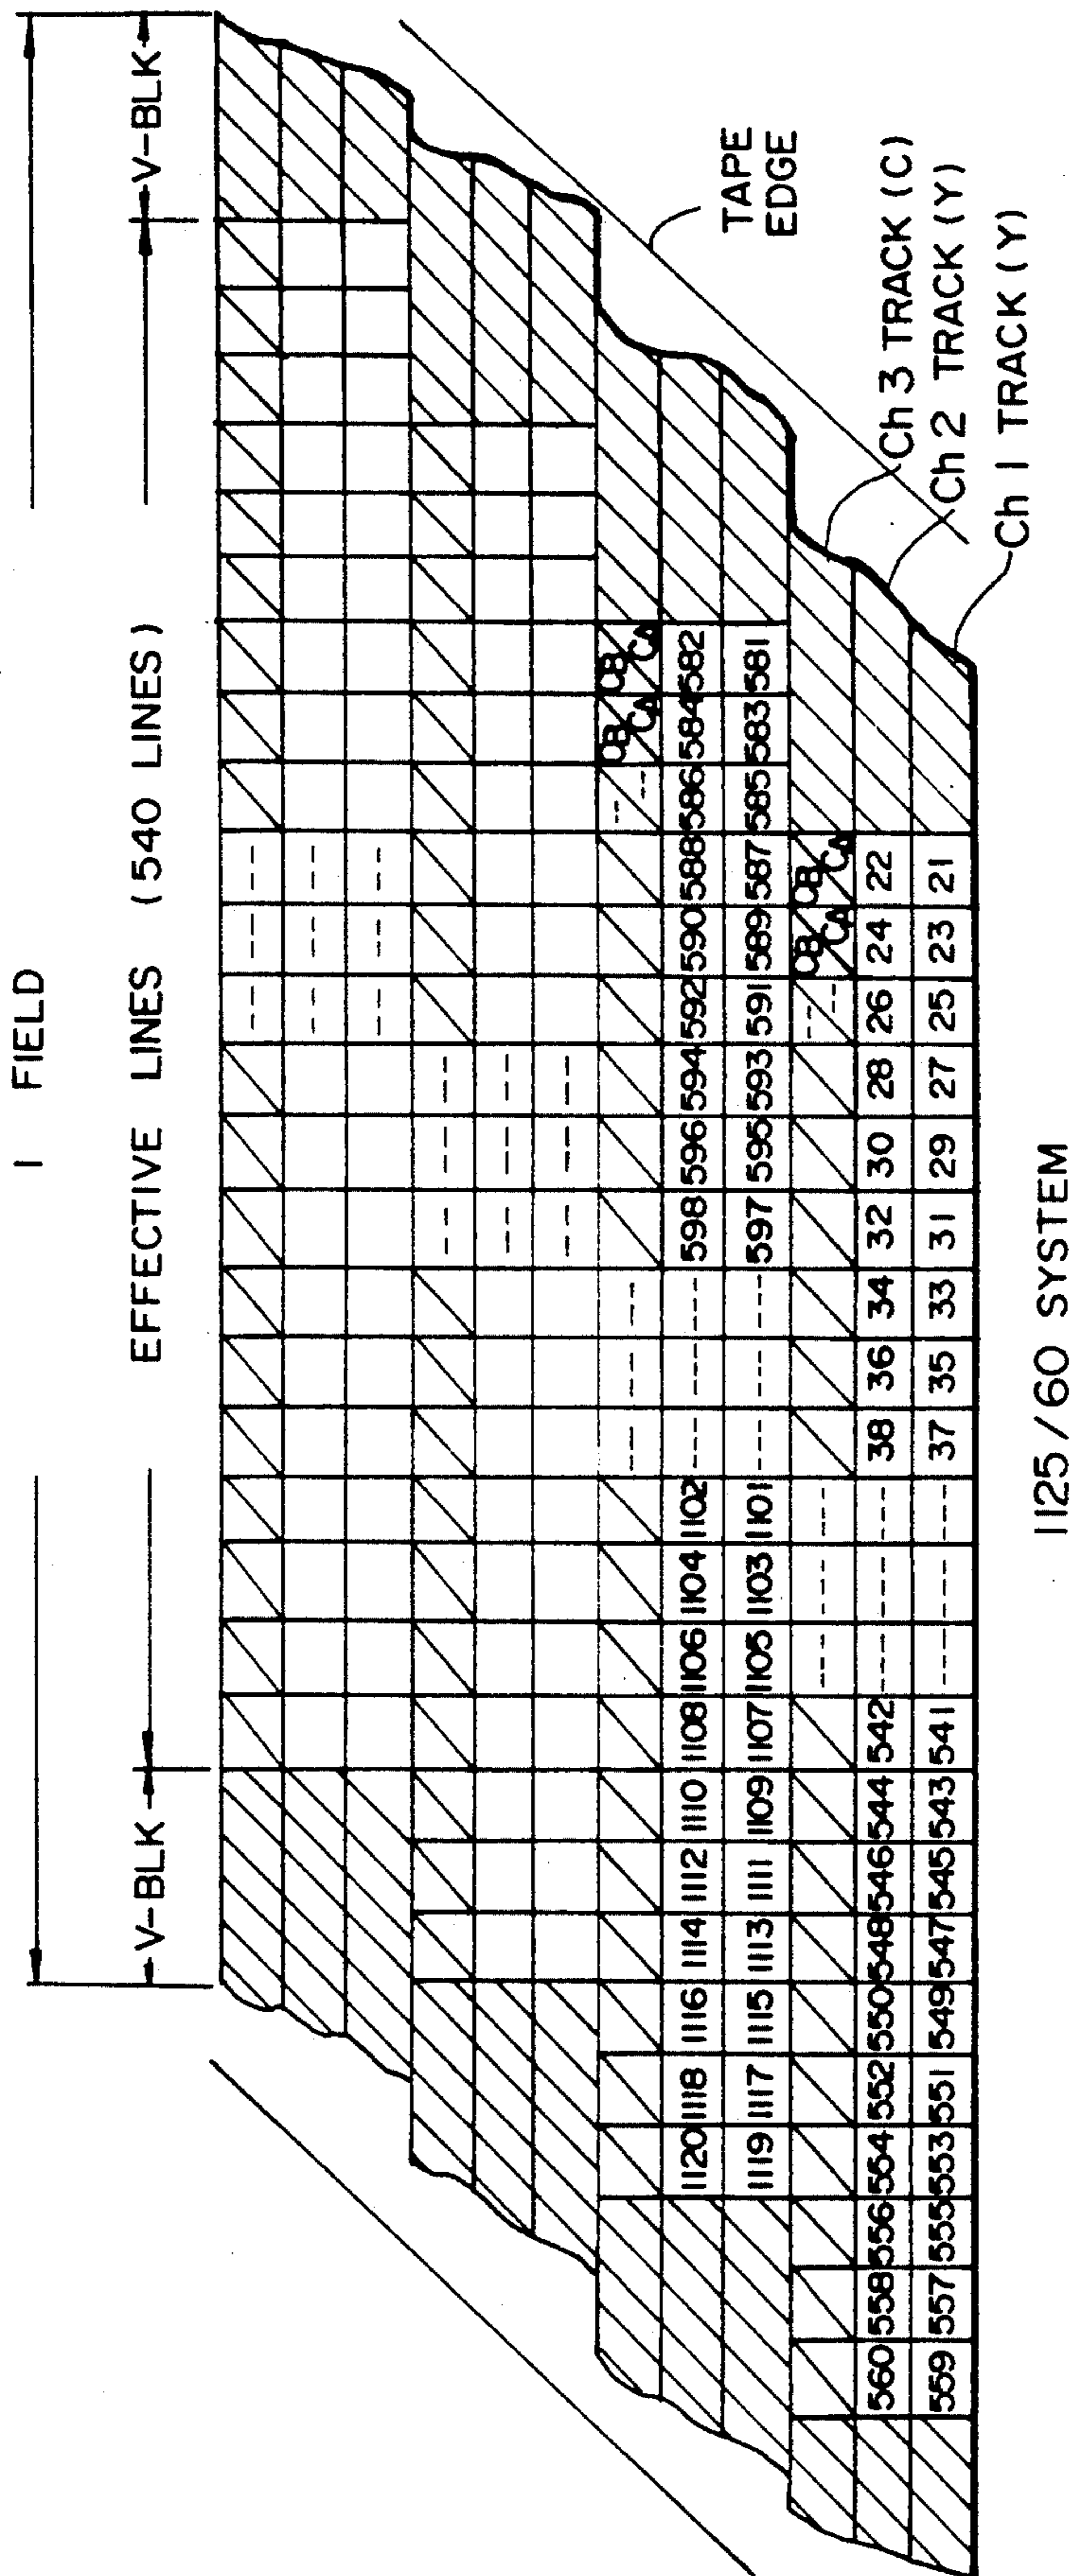 1 FIELD
V-BLK EFFECTIVE LINES (540 LINES) V-BLK
CB CB
CA CA
1120 1118 1116 1114 1112 1110 1108 1106 1104 1102 598 596 594 592 590 588 586 584 582
1119 1117 1115 1113 1111 1109 1107 1105 1103 1101 597 595 593 591 589 587 585 583 581
TAPE
EDGE
CB CB
CA CA
560 558 556 554 552 550 548 546 544 542 38 36 34 32 30 28 26 24 22
559 557 555 553 551 549 547 545 543 541 37 35 33 31 29 27 25 23 21
Ch 3 TRACK (C)
Ch 2 TRACK (Y)
Ch 1 TRACK (Y)
1125/60 SYSTEM